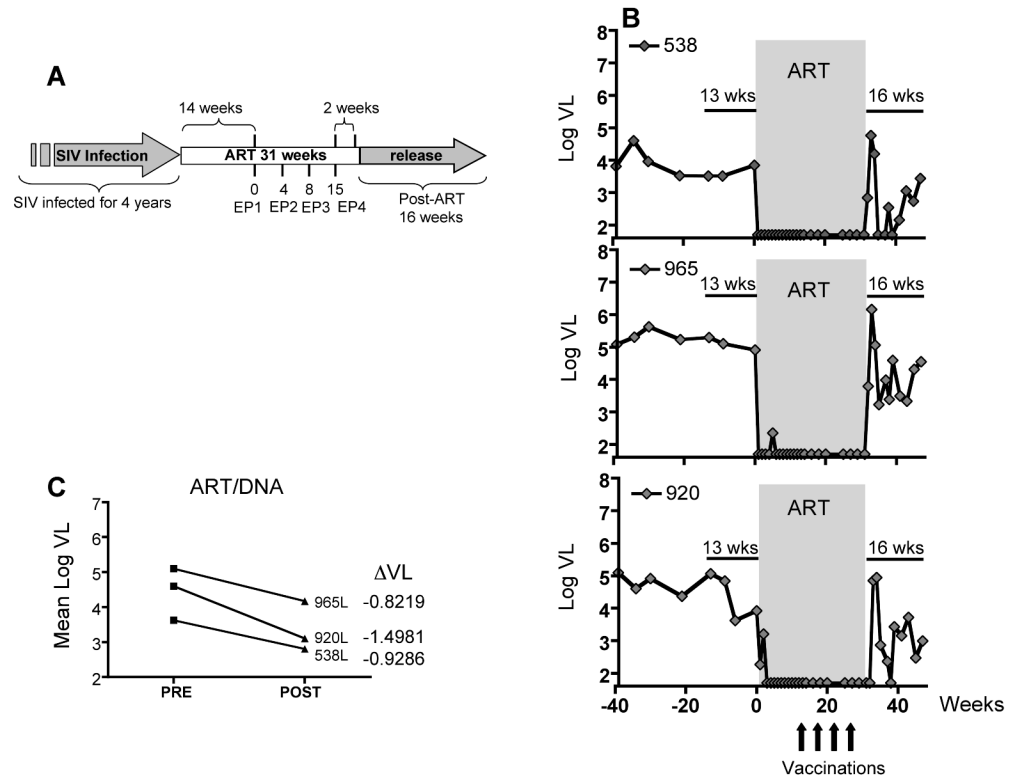 A
14 weeks
2 weeks
SIV Infection
ART 31 weeks
release
0 4 8 15
EP1 EP2 EP3 EP4
SIV infected for 4 years
Post-ART
16 weeks
B
8
7
6
5
4
3
2
Log VL
538
ART
13 wks
16 wks
8
7
6
5
4
3
2
Log VL
965
ART
13 wks
16 wks
8
7
6
5
4
3
2
Log VL
920
ART
13 wks
16 wks
-40 -20 0 20 40 Weeks
Vaccinations
C
ART/DNA
7
6
5
4
3
2
Mean Log VL
ΔVL
965L -0.8219
920L -1.4981
538L -0.9286
PRE POST